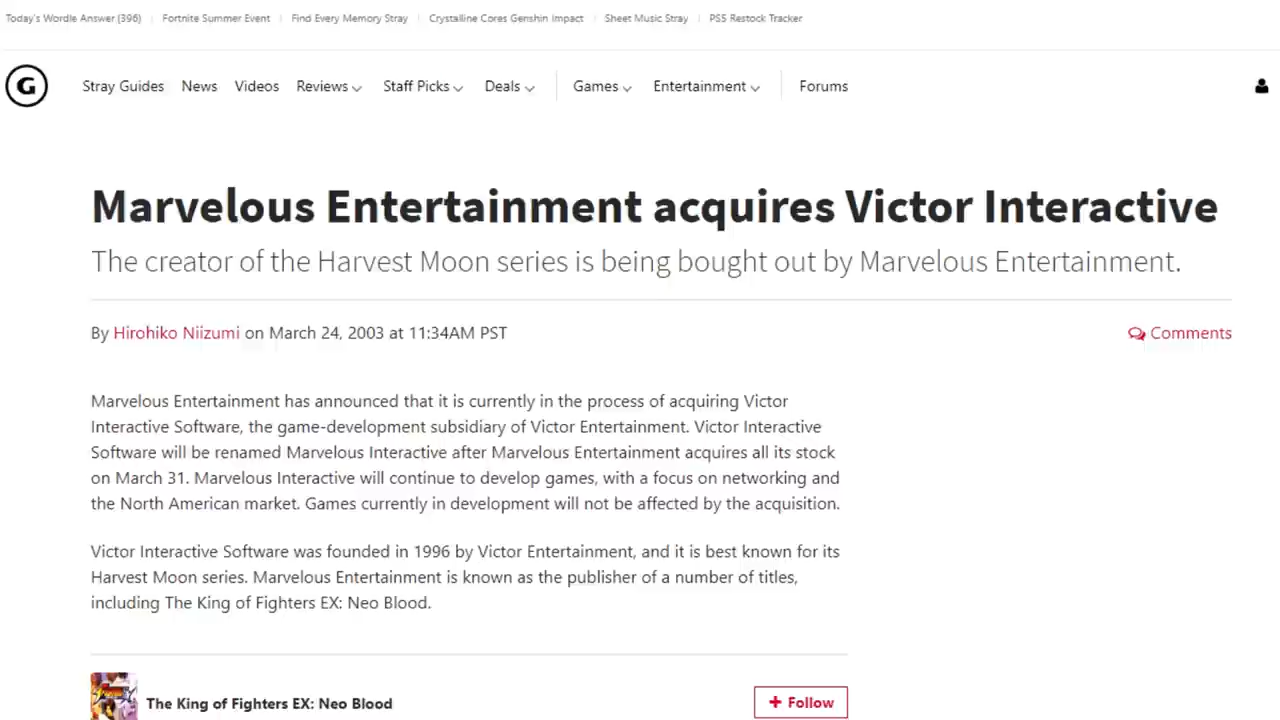 Today's Wordle Answer (396) Fortnite Summer Event Find Every Memory Stray Crystalline Cores Genshin Impact Sheet Music Stray PS5 Restock Tracker
G Stray Guides News Videos Reviews Staff Picks Deals Games Entertainment Forums
Marvelous Entertainment acquires Victor Interactive
The creator of the Harvest Moon series is being bought out by Marvelous Entertainment.
By Hirohiko Niizumi on March 24, 2003 at 11:34AM PST Comments
Marvelous Entertainment has announced that it is currently in the process of acquiring Victor
Interactive Software, the game-development subsidiary of Victor Entertainment. Victor Interactive
Software will be renamed Marvelous Interactive after Marvelous Entertainment acquires all its stock
on March 31. Marvelous Interactive will continue to develop games, with a focus on networking and
the North American market. Games currently in development will not be affected by the acquisition.
Victor Interactive Software was founded in 1996 by Victor Entertainment, and it is best known for its
Harvest Moon series. Marvelous Entertainment is known as the publisher of a number of titles,
including The King of Fighters EX: Neo Blood.
The King of Fighters EX: Neo Blood + Follow